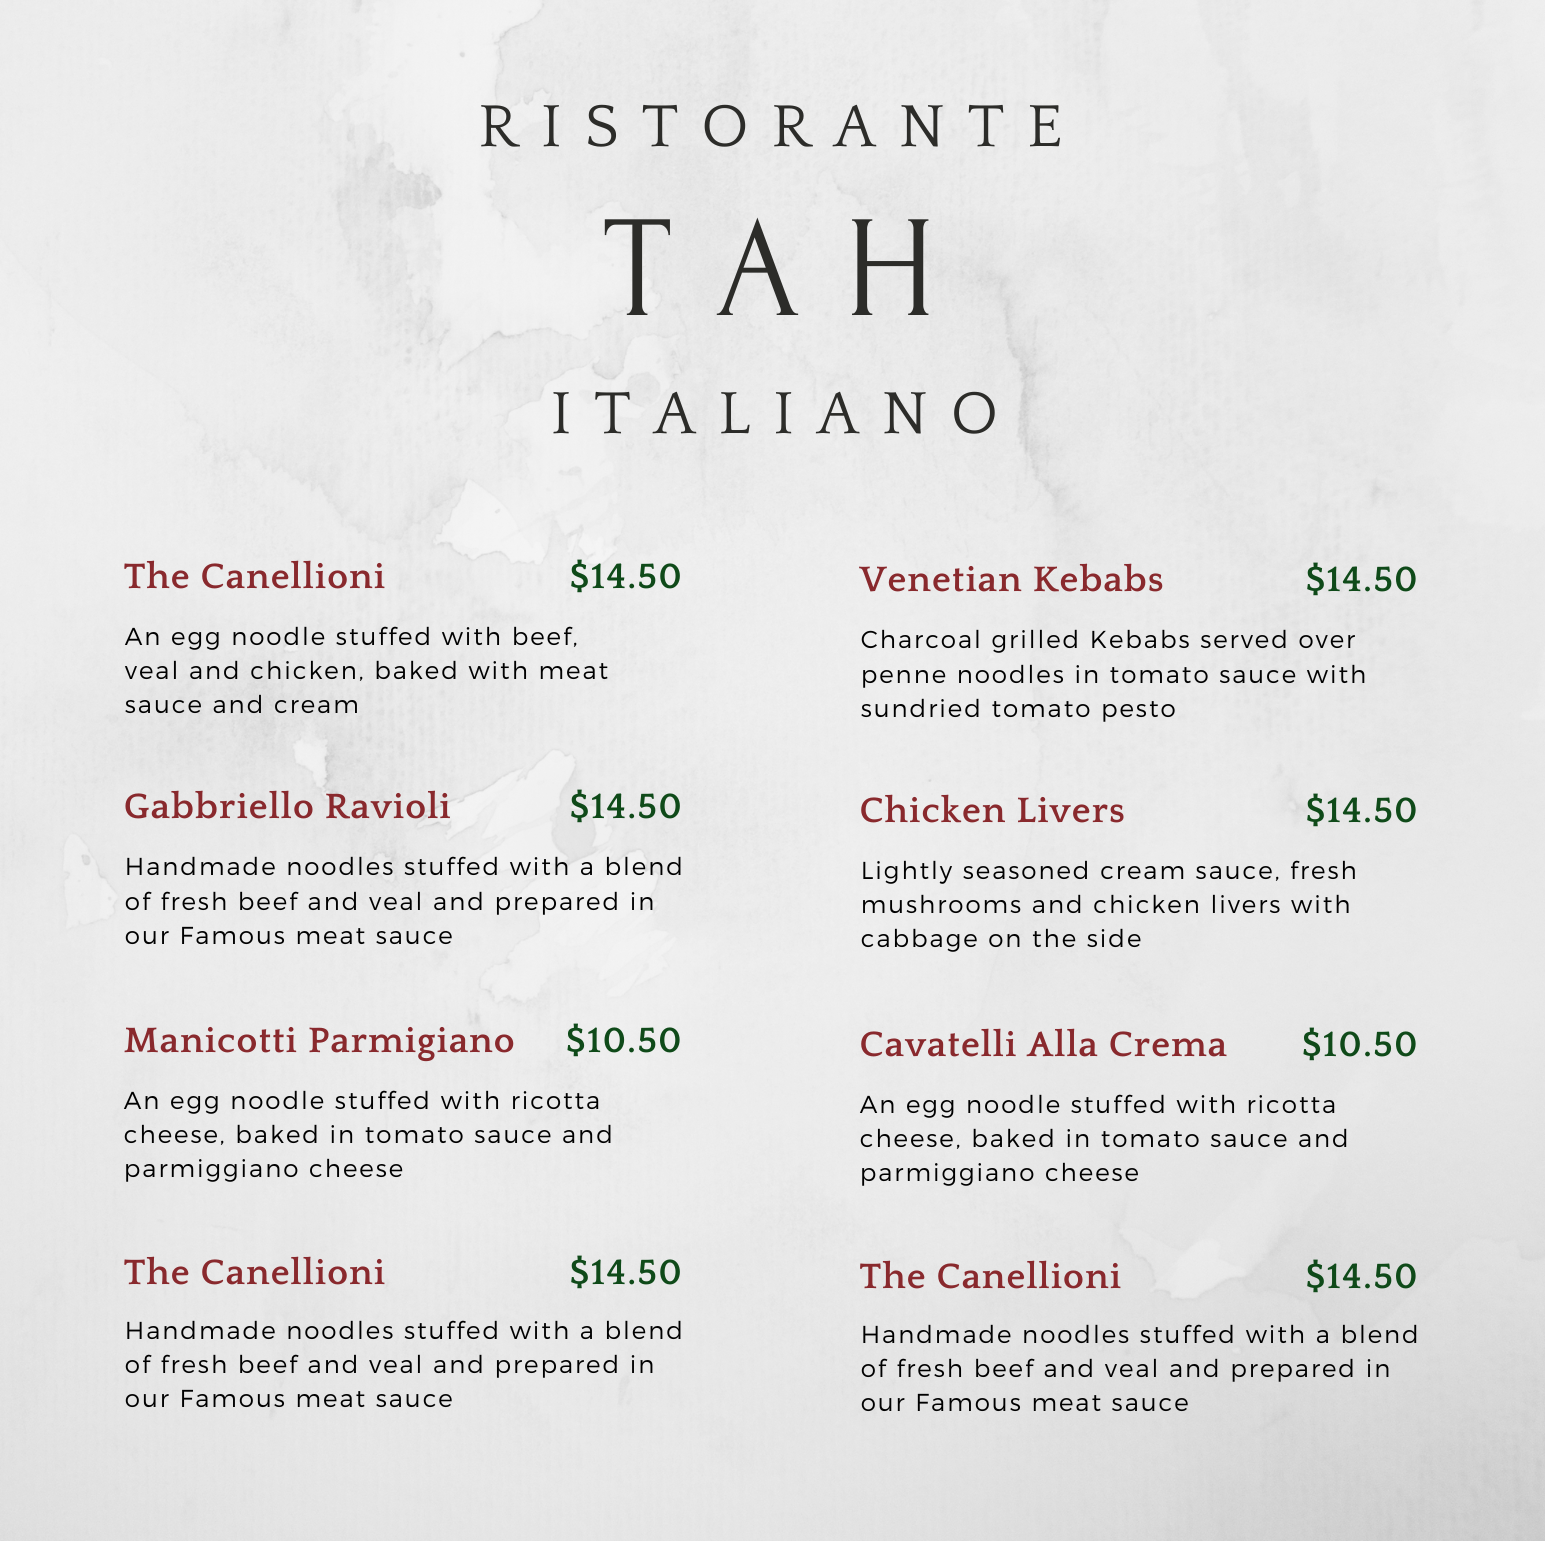 RISTORANTE
TAH
ITALIANO
The Canellioni $14.50
An egg noodle stuffed with beef,
veal and chicken, baked with meat
sauce and cream
Gabbriello Ravioli $14.50
Handmade noodles stuffed with a blend
of fresh beef and veal and prepared in
our Famous meat sauce
Manicotti Parmigiano $10.50
An egg noodle stuffed with ricotta
cheese, baked in tomato sauce and
parmiggiano cheese
The Canellioni $14.50
Handmade noodles stuffed with a blend
of fresh beef and veal and prepared in
our Famous meat sauce
Venetian Kebabs $14.50
Charcoal grilled Kebabs served over
penne noodles in tomato sauce with
sundried tomato pesto
Chicken Livers $14.50
Lightly seasoned cream sauce, fresh
mushrooms and chicken livers with
cabbage on the side
Cavatelli Alla Crema $10.50
An egg noodle stuffed with ricotta
cheese, baked in tomato sauce and
parmiggiano cheese
The Canellioni $14.50
Handmade noodles stuffed with a blend
of fresh beef and veal and prepared in
our Famous meat sauce